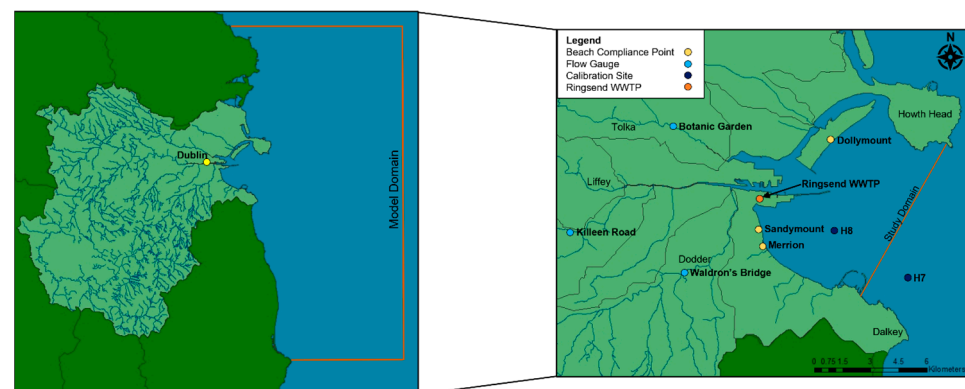 Dublin
Model Domain
Legend
Beach Compliance Point
Flow Gauge
Calibration Site
Ringsend WWTP
N
Howth Head
Tolka
Botanic Garden
Dollymount
Liffey
Ringsend WWTP
Study Domain
Killeen Road
Sandymount
H8
Merrion
Dodder
Waldron's Bridge
H7
Dalkey
0 0.75 1.5 3 4.5 6
Kilometers